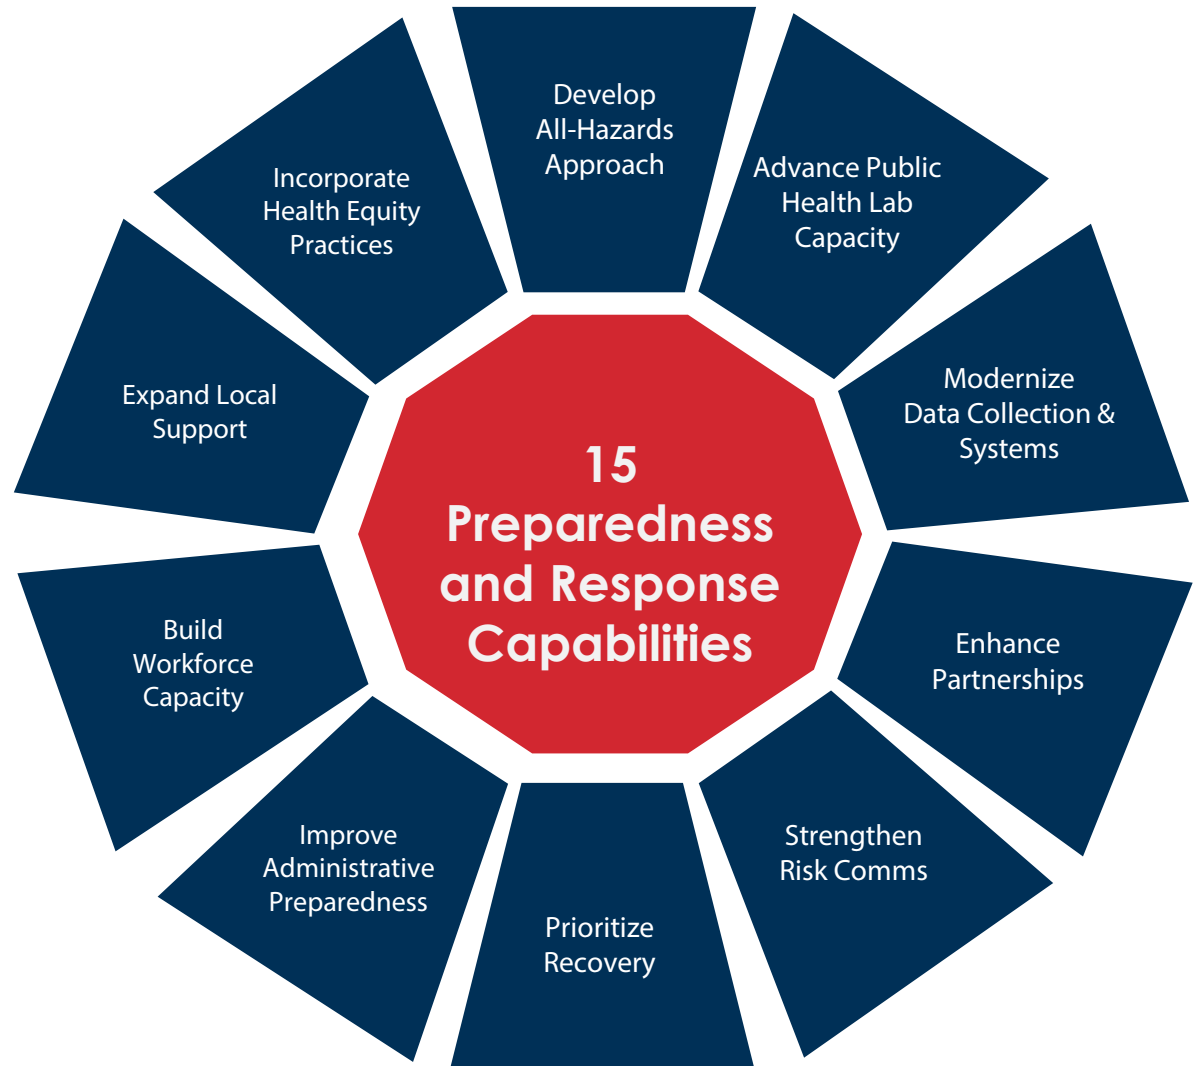 Develop
All-Hazards
Approach
Advance Public
Health Lab
Capacity
Modernize
Data Collection &
Systems
Enhance
Partnerships
Strengthen
Risk Comms
Prioritize
Recovery
Improve
Administrative
Preparedness
Build
Workforce
Capacity
Expand Local
Support
Incorporate
Health Equity
Practices
15
Preparedness
and Response
Capabilities